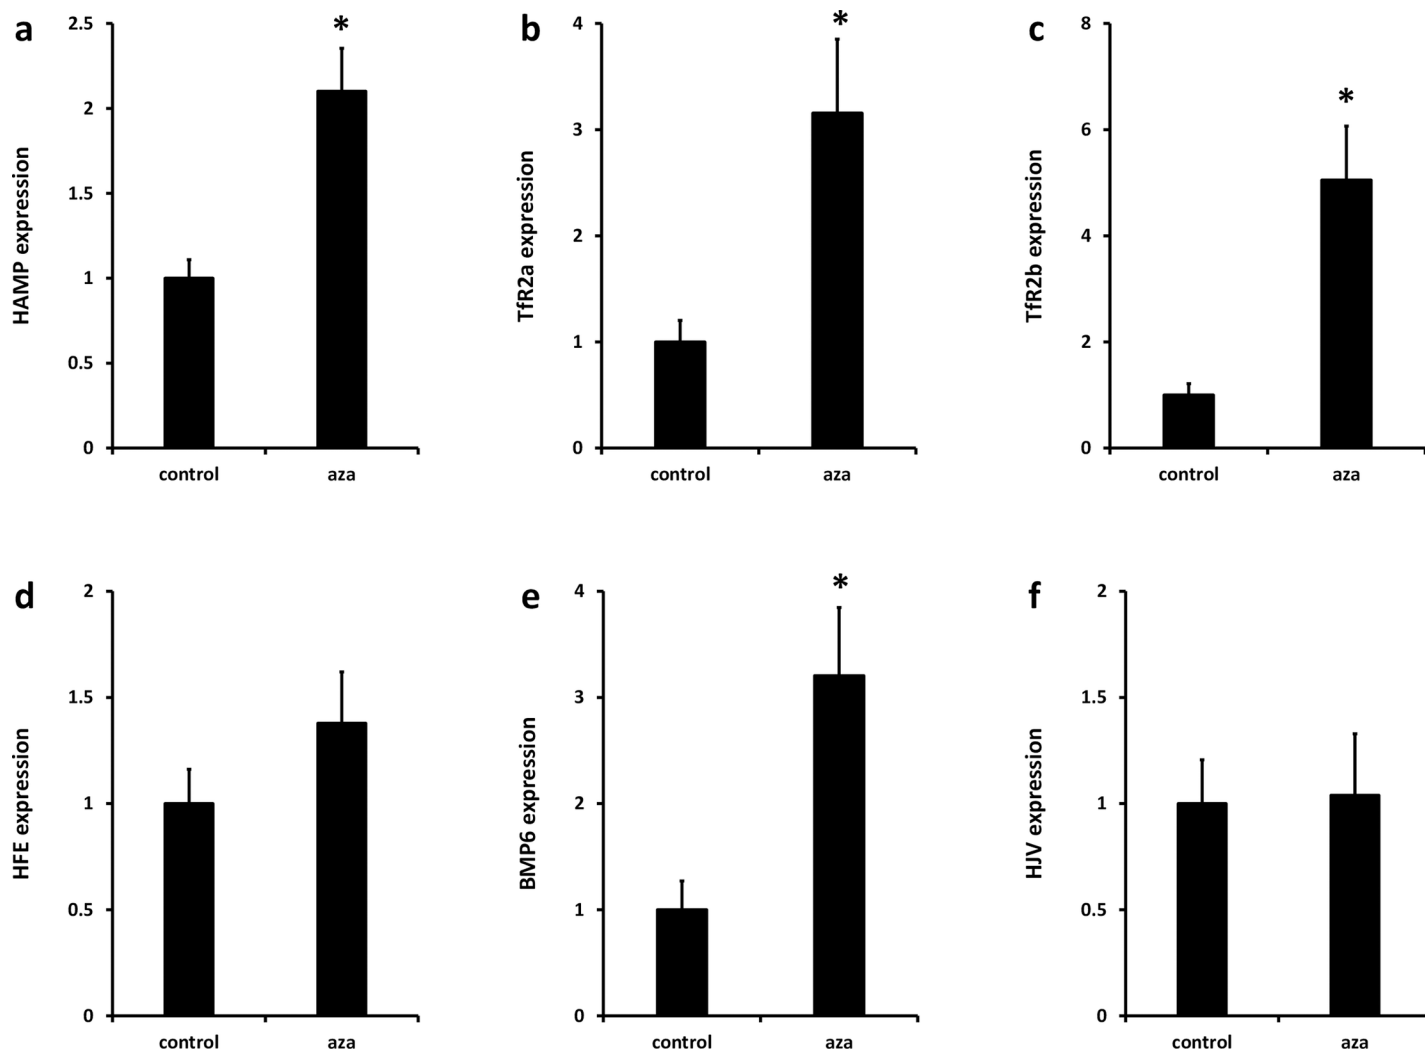 a
HAMP expression
2.5
2
1.5
1
0.5
0
*
control aza
b
TfR2a expression
4
3
2
1
0
*
control aza
c
TfR2b expression
8
6
4
2
0
*
control aza
d
HFE expression
2
1.5
1
0.5
0
control aza
e
BMP6 expression
4
3
2
1
0
*
control aza
f
HJV expression
2
1.5
1
0.5
0
control aza